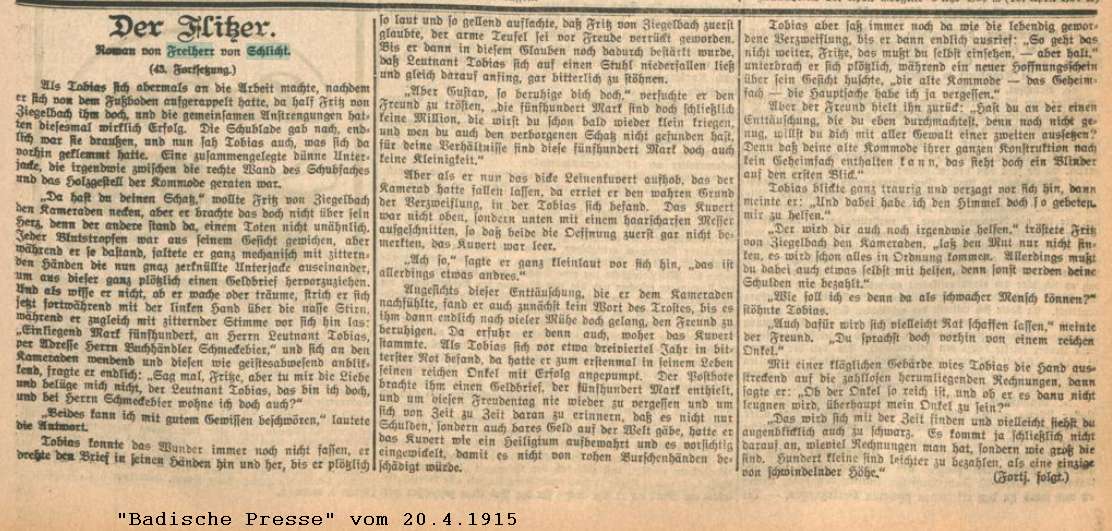 Der Flitzer.
Roman von Freiherr von Schlicht.
(43. Fortsetzung.)
Als Tobias sich abermals an die Arbeit machte, nachdem
er sich von dem Fußboden aufgerappelt hatte, da half Fritz von
Ziegelbach ihm doch, und die gemeinsamen Anstrengungen hat-
ten diesesmal wirklich Erfolg. Die Schublade gab nach, end-
lich war sie draußen, und nun sah Tobias auch, was sich da
vorhin geklemmt hatte. Eine zusammengelegte dünne Unter-
jacke, die irgendwie zwischen die rechte Wand des Schubfaches
und das Holzgestell der Kommode geraten war.
„Da hast du deinen Schatz,“ wollte Fritz von Ziegelbach
den Kameraden necken, aber er brachte das doch nicht über sein
Herz, denn der andere stand da, einem Toten nicht unähnlich.
Jeder Blutstropfen war aus seinem Gesicht gewichen, aber
während er so dastand, faltete er ganz mechanisch mit zittern-
den Händen die nun gnaz zerknüllte Unterjacke auseinander,
um aus dieser ganz plötzlich einen Geldbrief hervorzuziehen.
Und als wisse er nicht, ob er wache oder träume, strich er sich
jetzt fortwährend mit der linken Hand über die nasse Stirn,
während er zugleich mit zitternder Stimme vor sich hin las:
„Einliegend Mark fünfhundert, an Herrn Leutnant Tobias,
per Adresse Herrn Buchhändler Schmeckebier,“ und sich an den
Kameraden wendend und diesen wie geistesabwesend anblik-
kend, fragte er endlich: „Sag mal, Fritze, aber tu mir die Liebe
und belüge mich nicht, der Leutnant Tobias, das bin ich doch,
und bei Herrn Schmeckebier wohne ich doch auch?“
„Beides kann ich mit gutem Gewissen beschwören,“ lautete
die Antwort.
Tobias konnte das Wunder immer noch nicht fassen, er
drehte den Brief in seinen Händen hin und her, bis er plötzlich
so laut und so gellend auflachte, daß Fritz von Ziegelbach zuerst
glaubte, der arme Teufel sei vor Freude verrückt geworden.
Bis er dann in diesem Glauben noch dadurch bestärkt wurde,
daß Leutnant Tobias sich auf einen Stuhl niederfallen ließ
und gleich darauf anfing, gar bitterlich zu stöhnen.
„Aber Gustav, so beruhige dich doch,“ versuchte er den
Freund zu trösten, „die fünfhundert Mark sind doch schließlich
keine Million, die wirst du schon bald wieder klein kriegen,
und wen du auch den verborgenen Schatz nicht gefunden hast,
für deine Verhältnisse sind diese fünfhundert Mark doch auch
keine Kleinigkeit.“
Aber als er nun das dicke Leinenkuvert aufhob, das der
Kamerad hatte fallen lassen, da erriet er den wahren Grund
der Verzweiflung, in der Tobias sich befand. Das Kuvert
war nicht oben, sondern unten mit einem haarscharfen Messer
aufgeschnitten, so daß beide die Oeffnung zuerst gar nicht be-
merkten, das Kuvert war leer.
„Ach so,“ sagte er ganz kleinlaut vor sich hin, „das ist
allerdings etwas andres.“
Angesichts dieser Enttäuschung, die er dem Kameraden
nachfühlte, fand er auch zunächst kein Wort des Trostes, bis es
ihm dann endlich nach vieler Mühe doch gelang, den Freund zu
beruhigen. Da erfuhr er denn auch, woher das Kuvert
stammte. Als Tobias sich vor etwa dreiviertel Jahr in bit-
terster Not befand, da hatte er zum erstenmal in seinem Leben
seinen reichen Onkel mit Erfolg angepumpt. Der Postbote
brachte ihm einen Geldbrief, der fünfhundert Mark enthielt,
und um diesen Freudentag nie wieder zu vergessen und um
sich von Zeit zu Zeit daran zu erinnern, daß es nicht nur
Schulden, sondern auch bares Geld auf der Welt gäbe, hatte er
das Kuvert wie ein Heiligtum aufbewahrt und es vorsichtig
eingewickelt, damit es nicht von rohen Burschenhänden be-
schädigt würde.
Tobias aber saß immer noch da wie die lebendig gewor-
dene Verzweiflung, bis er dann endlich ausrief: „So geht das
nicht weiter, Fritze, das mußt du selbst einsehen, — aber halt,“
unterbrach er sich plötzlich, während ein neuer Hoffnungsschein
über sein Gesicht huschte, „die alte Kommode — das Geheim-
fach — die Hauptsache habe ich ja vergessen.“
Aber der Freund hielt ihn zurück: „Hast du an der einen
Enttäuschung, die du eben durchmachtest, denn noch nicht ge-
nug, willst du dich mit aller Gewalt einer zweiten aussetzen?
Denn daß deine alte Kommode ihrer ganzen Konstruktion nach
kein Geheimfach enthalten kann, das sieht doch ein Blinder
auf den ersten Blick.“
Tobias blickte ganz traurig und verzagt vor sich hin, dann
meinte er: „Und dabei habe ich den Himmel doch so gebeten,
mir zu helfen.“
„Der wird dir auch noch irgendwie helfen,“ tröstete Fritz
von Ziegelbach den Kameraden, „laß den Mut nur nicht sin-
ken, es wird schon alles in Ordnung kommen. Allerdings mußt
du dabei auch etwas selbst mit helfen, denn sonst werden deine
Schulden nie bezahlt.“
„Wie soll ich es denn da als schwacher Mensch können?“
stöhnte Tobias.
„Auch dafür wird sich vielleicht Rat schaffen lassen,“ meinte
der Freund. „Du sprachst doch vorhin von einem reichen
Onkel.“
Mit einer kläglichen Gebärde wies Tobias die Hand aus-
streckend auf die zahllosen herumliegenden Rechnungen, dann
sagte er: „Ob der Onkel so reich ist, und ob er es dann nicht
leugnen wird, überhaupt mein Onkel zu sein?“
„Das wird sich mit der Zeit finden und vielleicht siehst du
augenblicklich auch zu schwarz. Es kommt ja schließlich nicht
darauf an, wieviel Rechnungen man hat, sondern wie groß die
sind. Hundert kleine sind leichter zu bezahlen, als eine einzige
von schwindelnder Höhe.“
(Forts. folgt.)
"Badische Presse" vom 20.4.1915